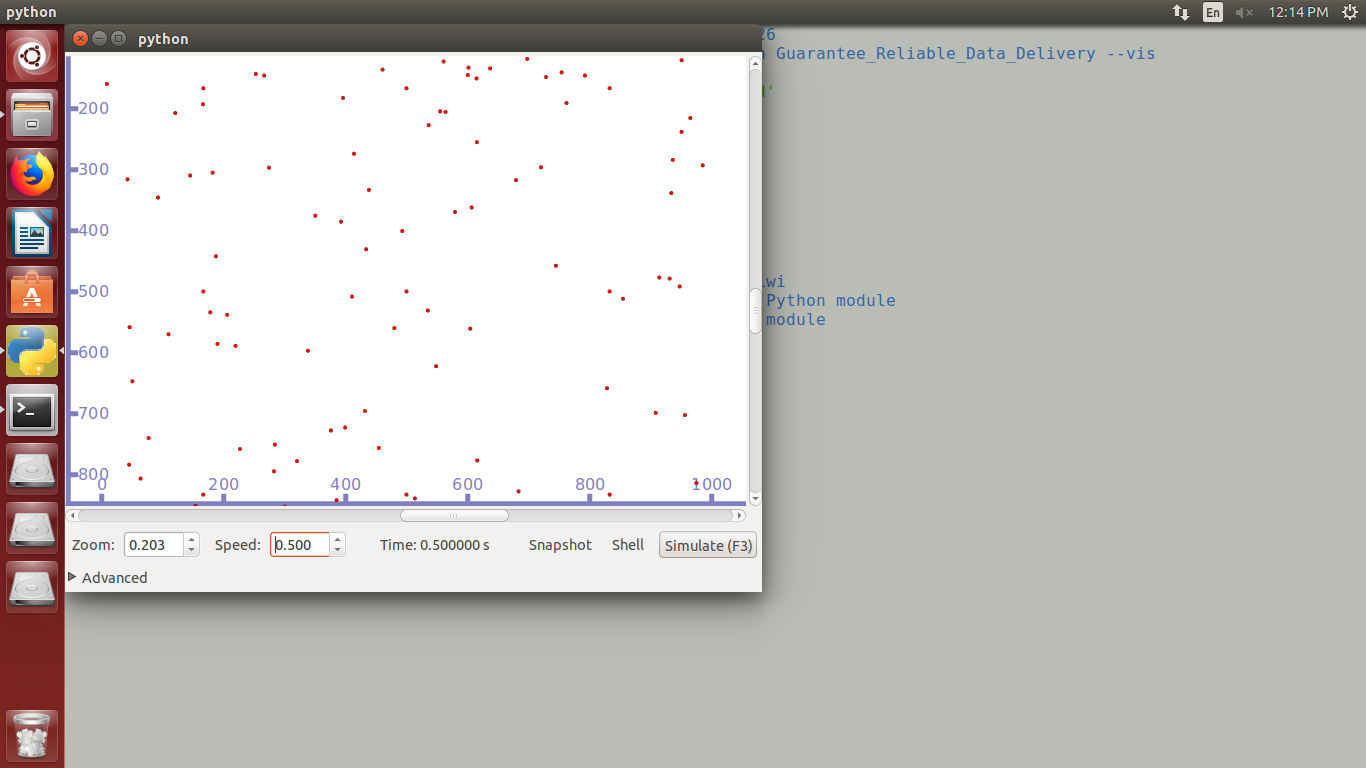 python
En
12:14 PM
python
26
Guarantee_Reliable_Data_Delivery --vis
200
300
400
500
600
700
800
0 200 400 600 800 1000
Python module
module
Zoom: 0.203 Speed: 0.500 Time: 0.500000 s Snapshot Shell Simulate (F3)
Advanced